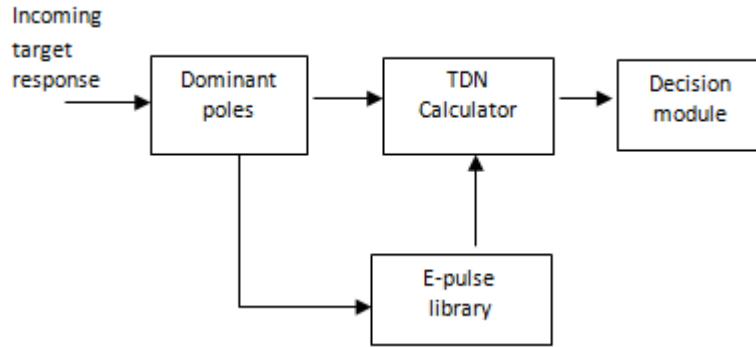 Incoming
target
response
Dominant
poles
TDN
Calculator
Decision
module
E-pulse
library